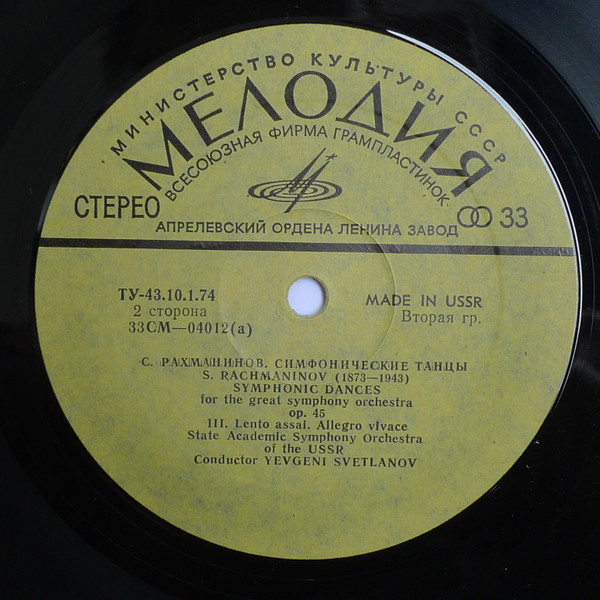 МИНИСТЕРСТВО КУЛЬТУРЫ СССР
МЕЛОДИЯ
ВСЕСОЮЗНАЯ ФИРМА ГРАМПЛАСТИНОК
СТЕРЕО
33
АПРЕЛЕВСКИЙ ОРДЕНА ЛЕНИНА ЗАВОД
ТУ-43.10.1.74
MADE IN USSR
2 сторона
Вторая гр.
33СМ—04012(а)
С. РАХМАНИНОВ, СИМФОНИЧЕСКИЕ ТАНЦЫ
S. RACHMANINOV (1873—1943)
SYMPHONIC DANCES
for the great symphony orchestra
op. 45
III. Lento assai. Allegro vivace
State Academic Symphony Orchestra
of the USSR
Conductor YEVGENI SVETLANOV